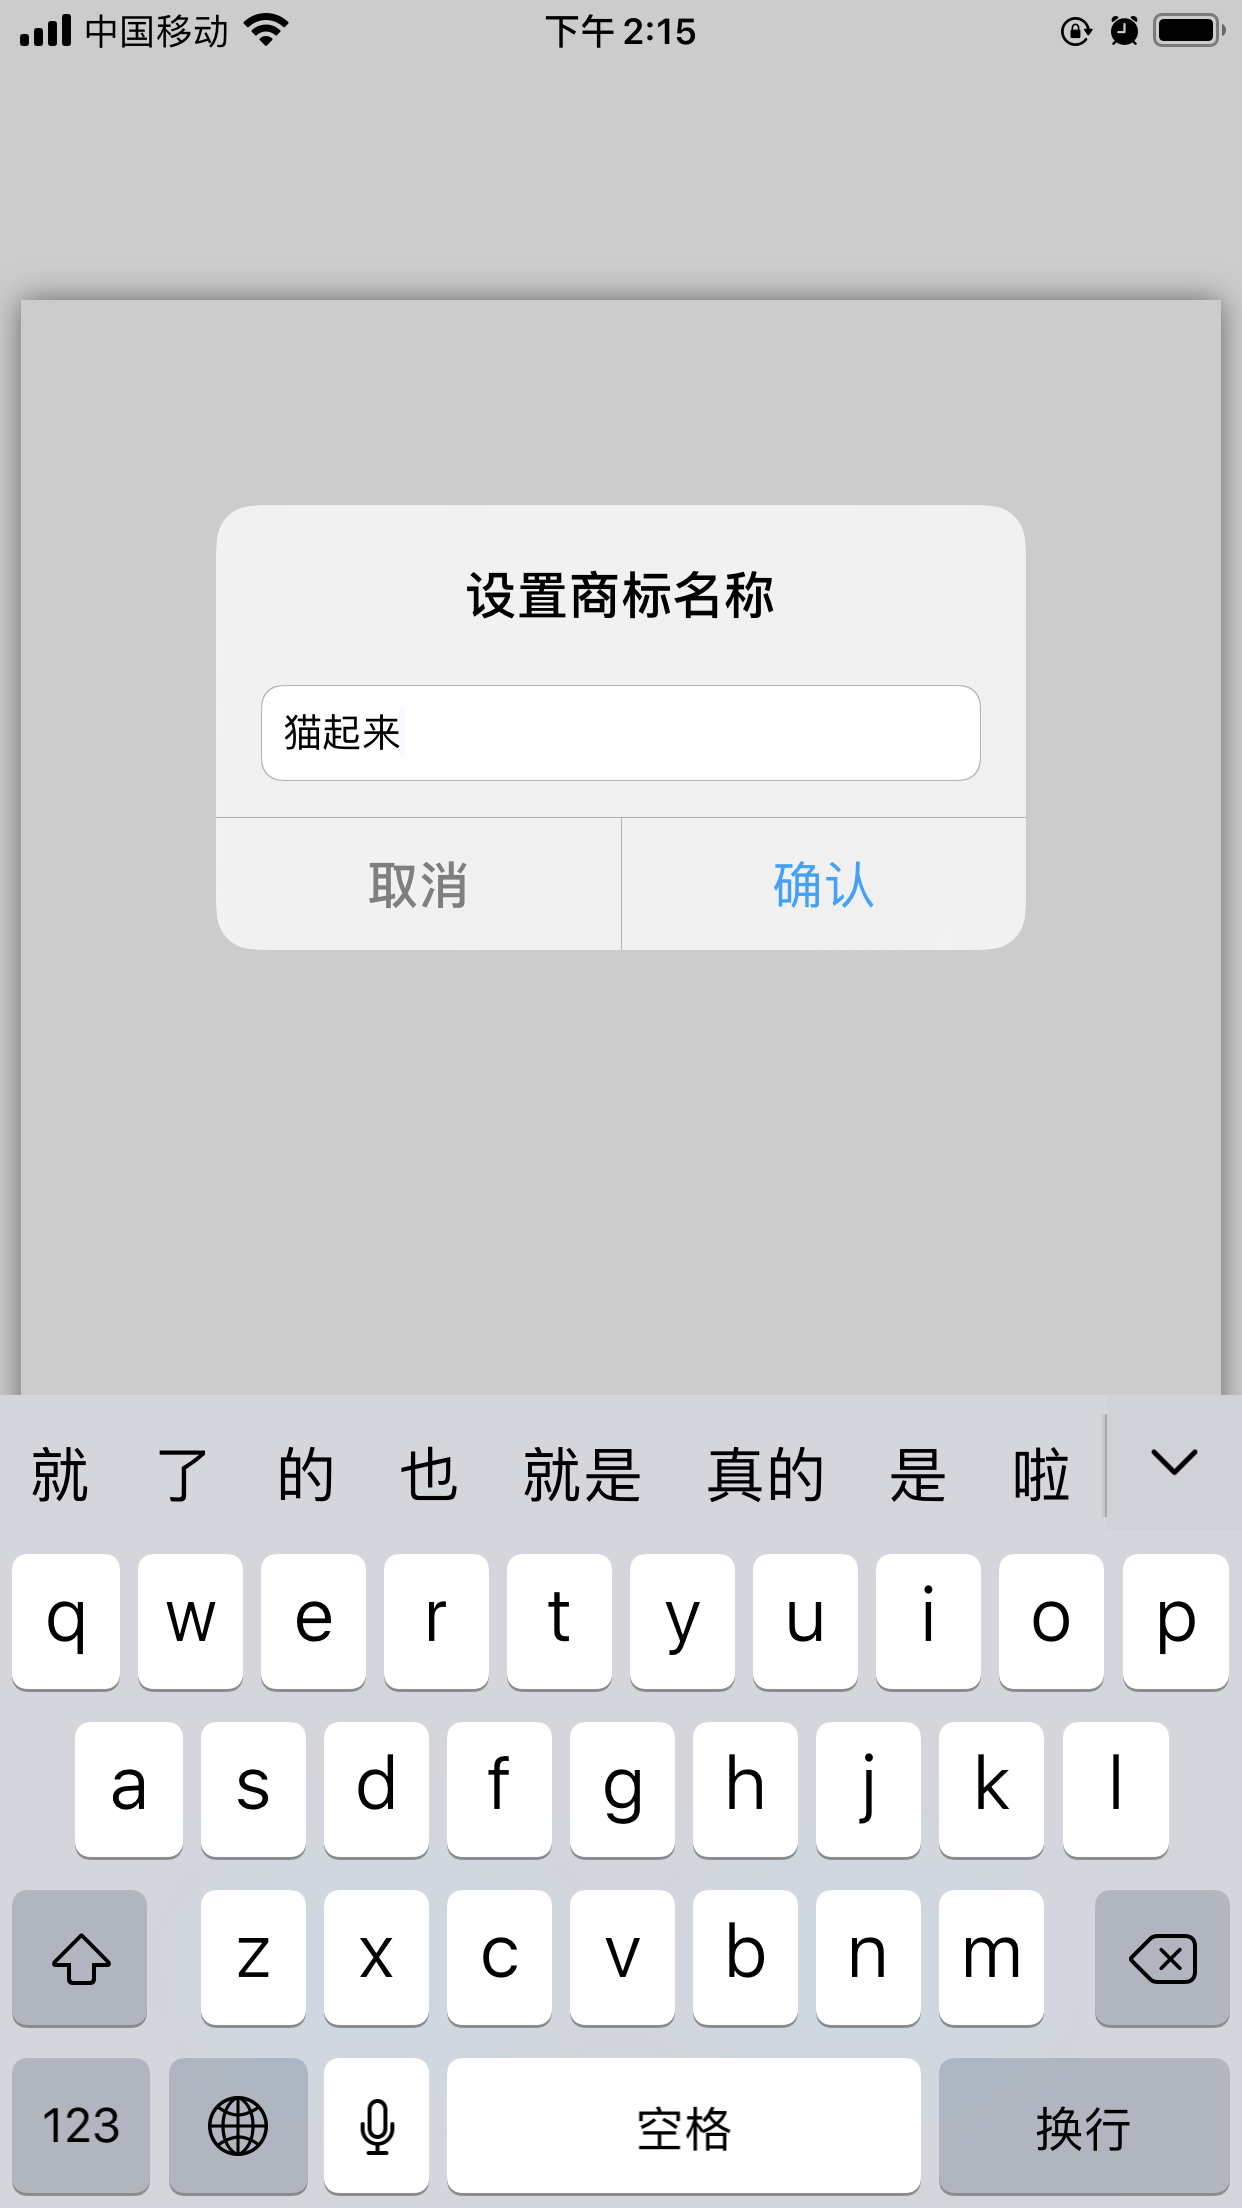 中国移动 下午 2:15
设置商标名称
猫起来
取消 确认
就 了 的 也 就是 真的 是 啦
q w e r t y u i o p
a s d f g h j k l
z x c v b n m
123 空格 换行